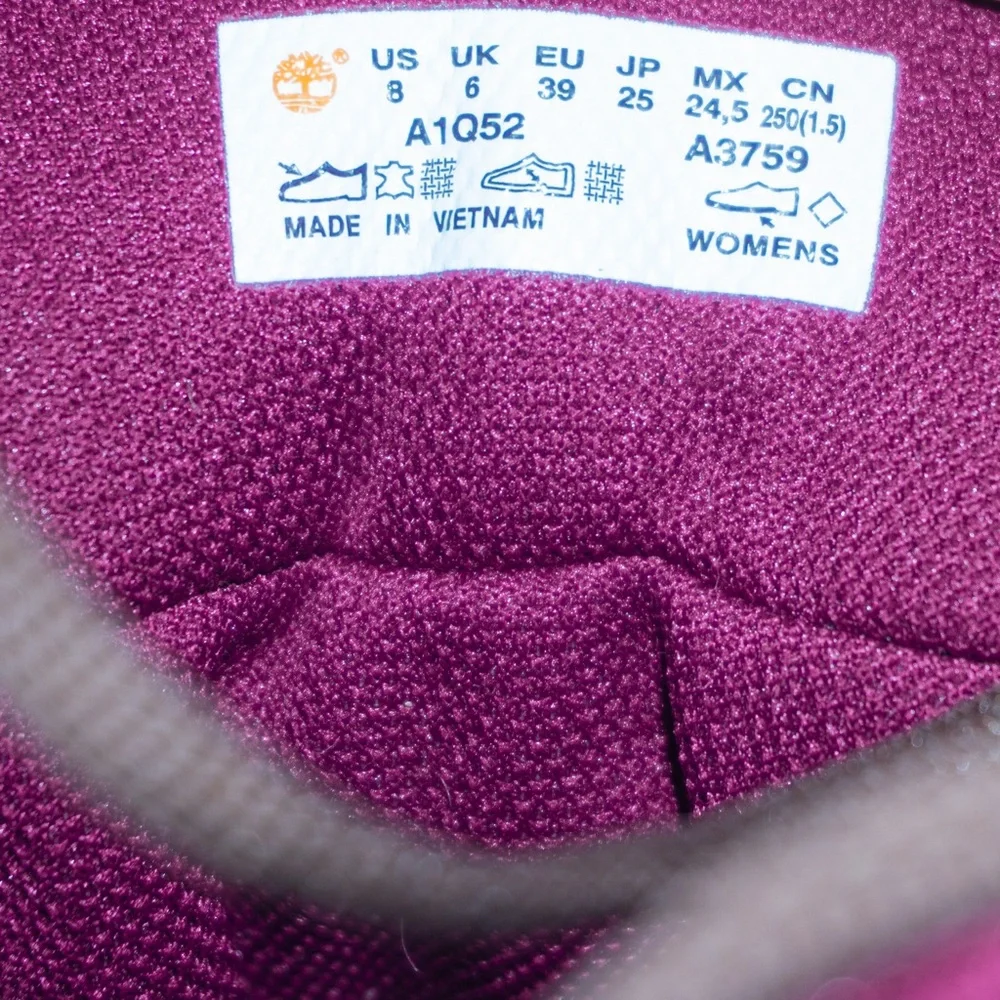 US UK EU JP MX CN
8 6 39 25 24,5 250(1.5)
A1Q52 A3759
MADE IN VIETNAM WOMENS